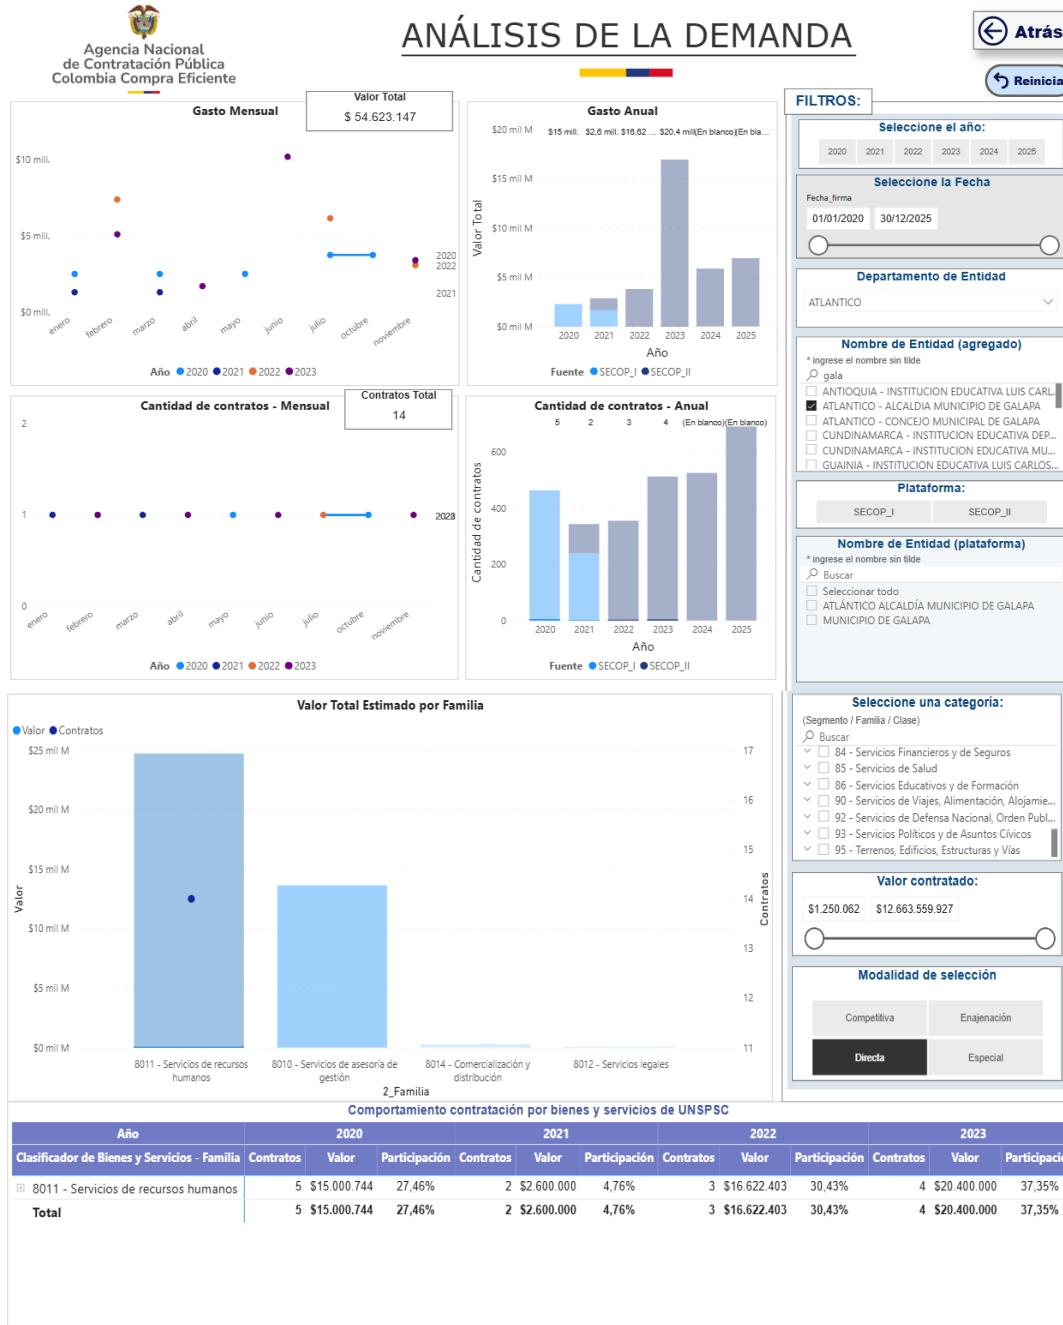 Agencia Nacional
de Contratación Pública
Colombia Compra Eficiente
ANÁLISIS DE LA DEMANDA
Atrás
Reinicia
Gasto Mensual
Valor Total
$ 54.623.147
$10 mill.
$5 mill.
$0 mill.
2020
2022
2021
enero
febrero
marzo
abril
mayo
junio
julio
octubre
noviembre
Año 2020 2021 2022 2023
Gasto Anual
$20 mil M
$15 mill. $2,6 mill. $16,62 ... $20,4 mill (En blanco) (En bla...
$15 mil M
$10 mil M
$5 mil M
$0 mil M
Valor Total
2020 2021 2022 2023 2024 2025
Año
Fuente SECOP_I SECOP_II
Cantidad de contratos - Mensual
Contratos Total
14
2
1
0
enero
febrero
marzo
abril
mayo
junio
julio
octubre
noviembre
Año 2020 2021 2022 2023
Cantidad de contratos - Anual
5 2 3 4 (En blanco) (En blanco)
600
400
200
0
Cantidad de contratos
2020 2021 2022 2023 2024 2025
Año
Fuente SECOP_I SECOP_II
FILTROS:
Seleccione el año:
2020 2021 2022 2023 2024 2025
Seleccione la Fecha
Fecha_firma
01/01/2020 30/12/2025
Departamento de Entidad
ATLANTICO
Nombre de Entidad (agregado)
* ingrese el nombre sin tilde
gala
ANTIOQUIA - INSTITUCION EDUCATIVA LUIS CARL...
ATLANTICO - ALCALDIA MUNICIPIO DE GALAPA
ATLANTICO - CONCEJO MUNICIPAL DE GALAPA
CUNDINAMARCA - INSTITUCION EDUCATIVA DEP...
CUNDINAMARCA - INSTITUCION EDUCATIVA MU...
GUAINIA - INSTITUCION EDUCATIVA LUIS CARLOS...
Plataforma:
SECOP_I SECOP_II
Nombre de Entidad (plataforma)
* ingrese el nombre sin tilde
Buscar
Seleccionar todo
ATLÁNTICO ALCALDÍA MUNICIPIO DE GALAPA
MUNICIPIO DE GALAPA
Seleccione una categoría:
(Segmento / Familia / Clase)
Buscar
84 - Servicios Financieros y de Seguros
85 - Servicios de Salud
86 - Servicios Educativos y de Formación
90 - Servicios de Viajes, Alimentación, Alojamie...
92 - Servicios de Defensa Nacional, Orden Publ...
93 - Servicios Políticos y de Asuntos Cívicos
95 - Terrenos, Edificios, Estructuras y Vías
Valor contratado:
$1.250.062 $12.663.559.927
Modalidad de selección
Competitiva Enajenación
Directa Especial
Valor Total Estimado por Familia
Valor Contratos
$25 mil M
$20 mil M
$15 mil M
$10 mil M
$5 mil M
$0 mil M
Valor
17
16
15
14
13
12
11
Contratos
8011 - Servicios de recursos humanos
8010 - Servicios de asesoría de gestión
8014 - Comercialización y distribución
8012 - Servicios legales
2_Familia
Comportamiento contratación por bienes y servicios de UNSPSC
Año 2020 2021 2022 2023
Clasificador de Bienes y Servicios - Familia Contratos Valor Participación Contratos Valor Participación Contratos Valor Participación Contratos Valor Participació
8011 - Servicios de recursos humanos 5 $15.000.744 27,46% 2 $2.600.000 4,76% 3 $16.622.403 30,43% 4 $20.400.000 37,35%
Total 5 $15.000.744 27,46% 2 $2.600.000 4,76% 3 $16.622.403 30,43% 4 $20.400.000 37,35%